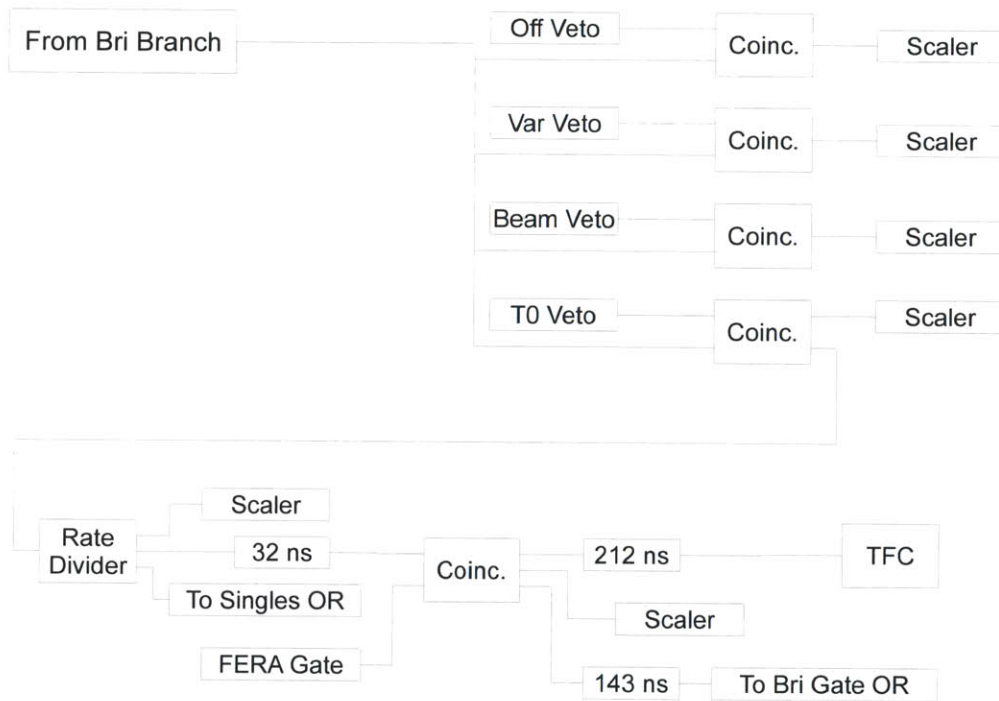 From Bri Branch
Off Veto
Coinc.
Scaler
Var Veto
Coinc.
Scaler
Beam Veto
Coinc.
Scaler
T0 Veto
Coinc.
Scaler
Rate
Divider
Scaler
32 ns
To Singles OR
FERA Gate
Coinc.
212 ns
TFC
Scaler
143 ns
To Bri Gate OR